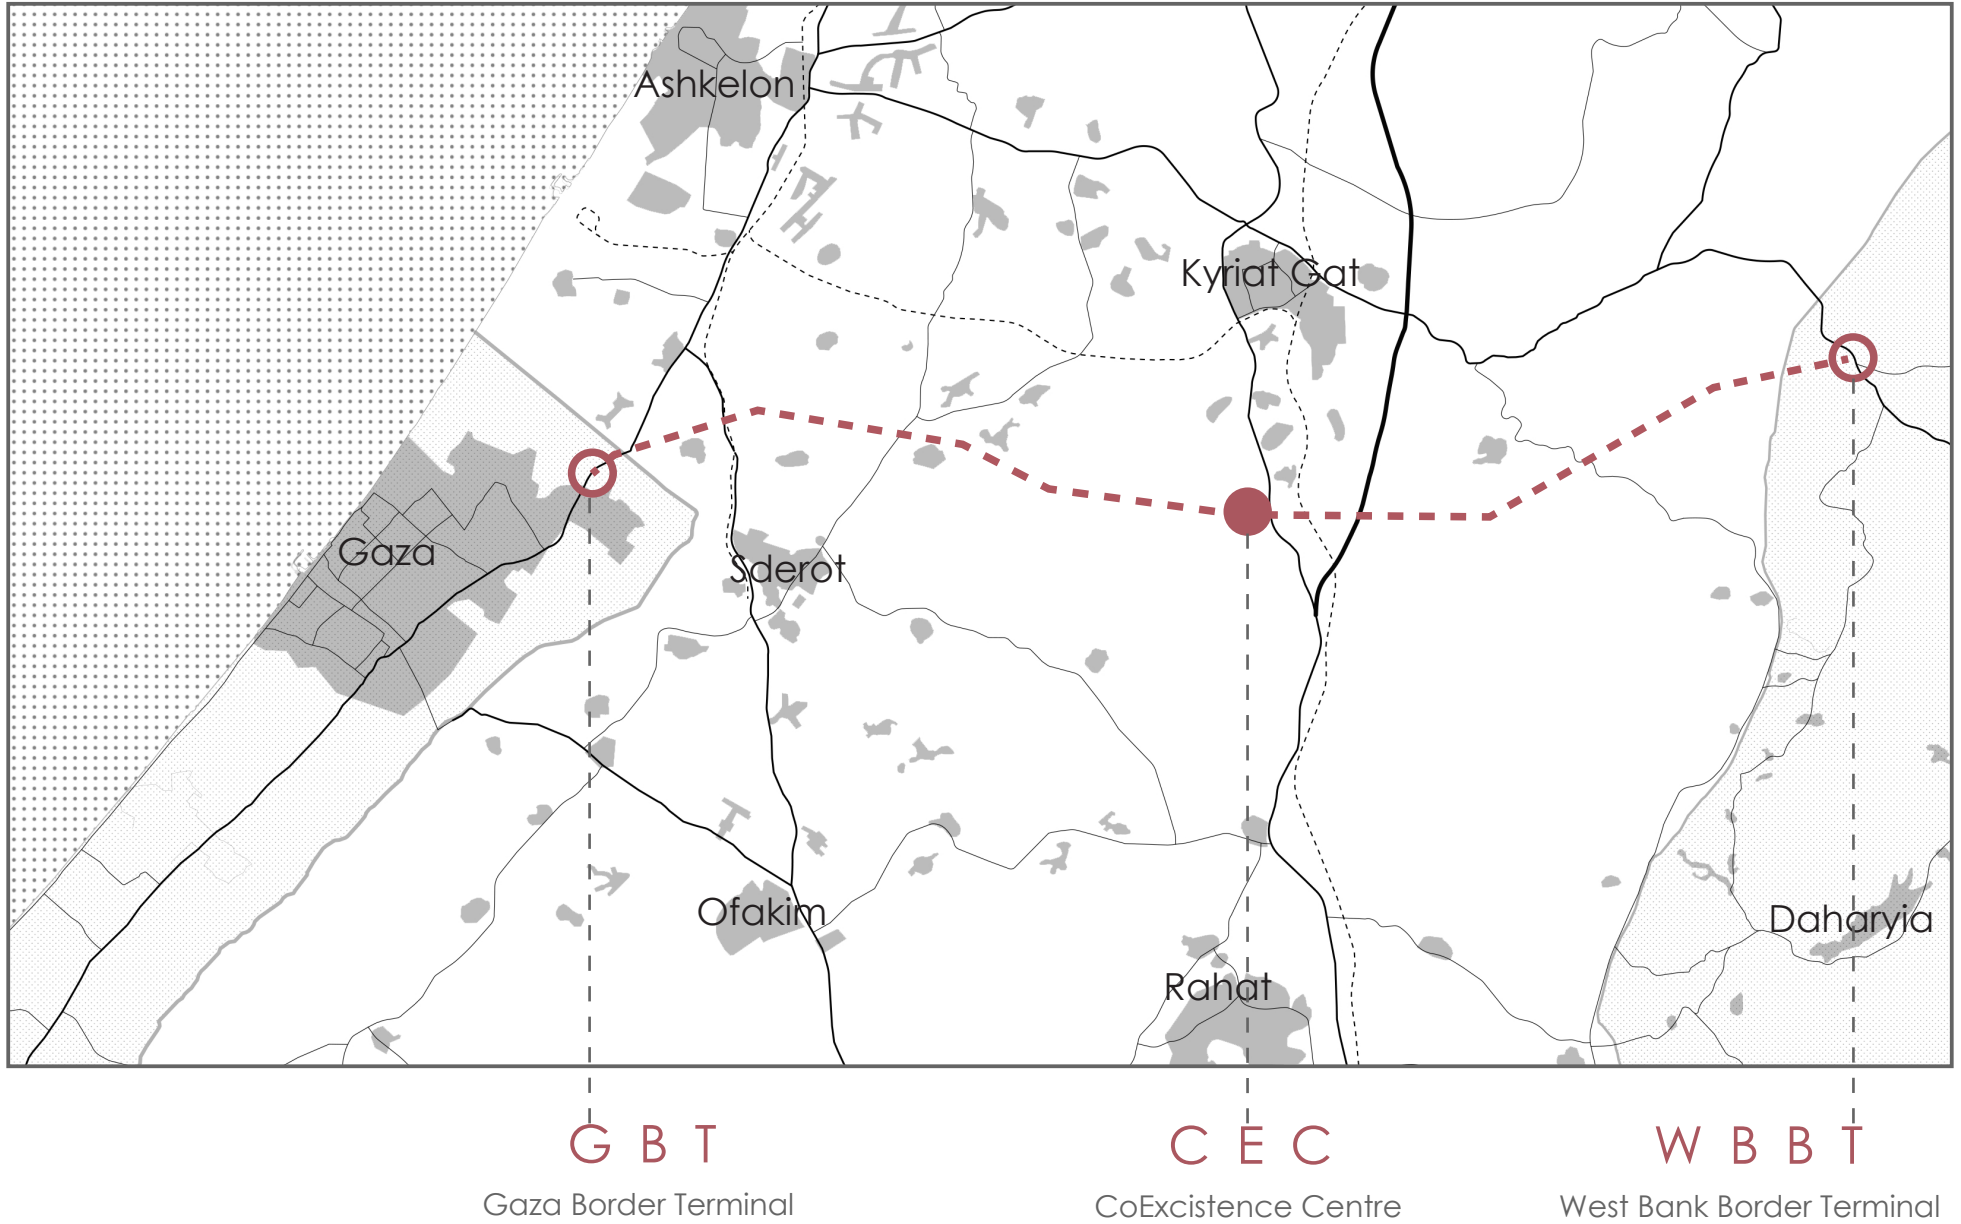 Ashkelon
Kyriat Gat
Gaza
Sderot
Ofakim
Daharyia
Rahat
G B T
C E C
W B B T
Gaza Border Terminal
CoExcistence Centre
West Bank Border Terminal